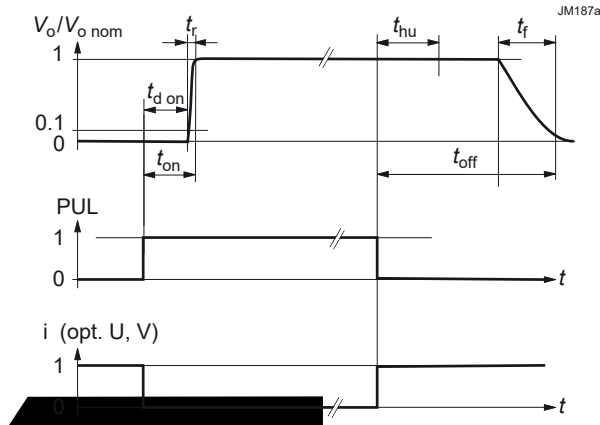 JM187a
Vo/Vo nom
tr
thu
tf
1
td on
0.1
0
ton
toff
PUL
1
0
t
i (opt. U, V)
1
0
t